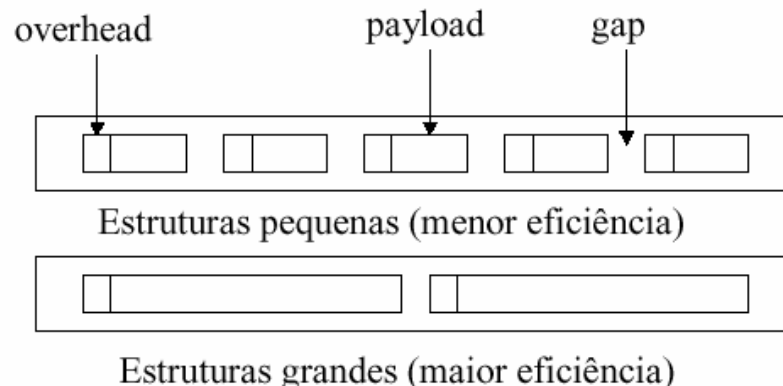 overhead payload gap
Estruturas pequenas (menor eficiência)
Estruturas grandes (maior eficiência)